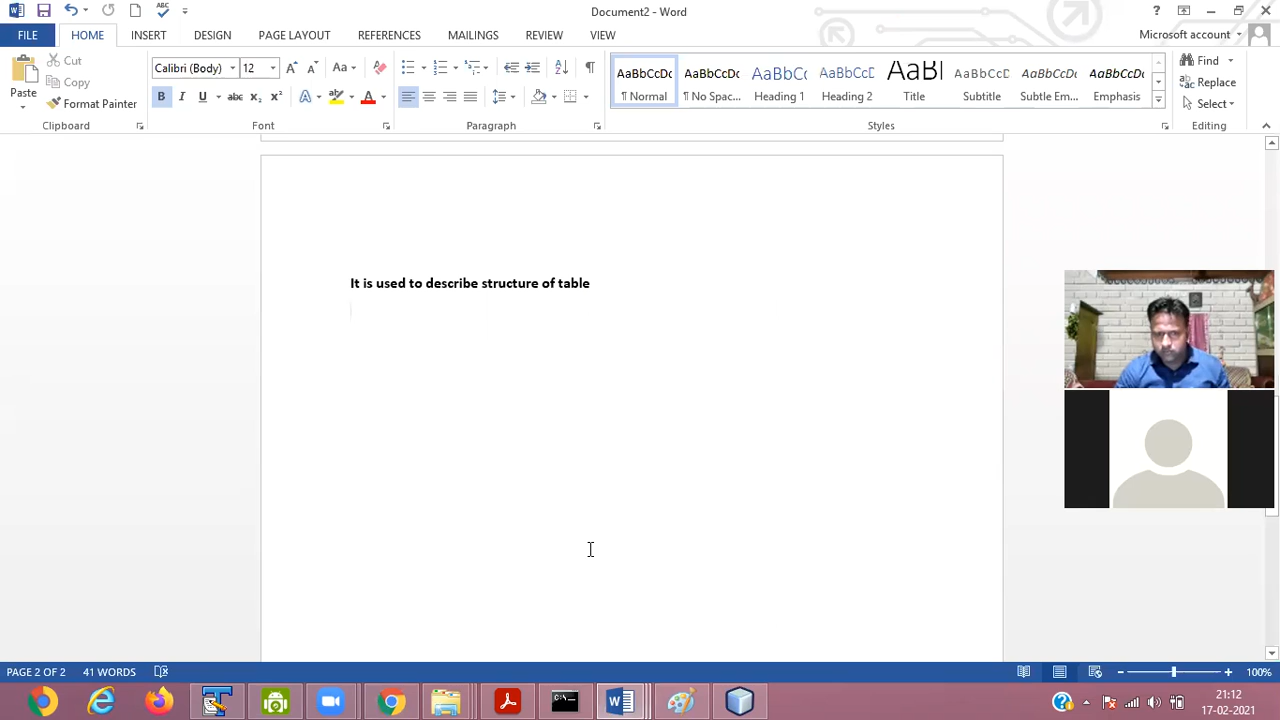 Document2 - Word
FILE HOME INSERT DESIGN PAGE LAYOUT REFERENCES MAILINGS REVIEW VIEW
Microsoft account
Paste
Cut
Copy
Format Painter
Clipboard
Calibri (Body) 12
Font
Paragraph
AaBbCcDc
¶ Normal
AaBbCcDc
¶ No Spac...
AaBbCc
Heading 1
AaBbCcE
Heading 2
AaBl
Title
AaBbCcD
Subtitle
AaBbCcDc
Subtle Em...
AaBbCcDc
Emphasis
Styles
Find
Replace
Select
Editing
It is used to describe structure of table
PAGE 2 OF 2 41 WORDS
100%
21:12
17-02-2021